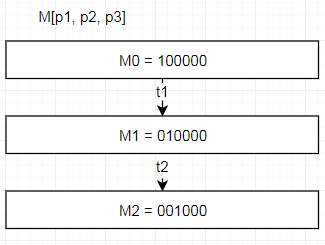 M[p1, p2, p3]
M0 = 100000
t1
M1 = 010000
t2
M2 = 001000